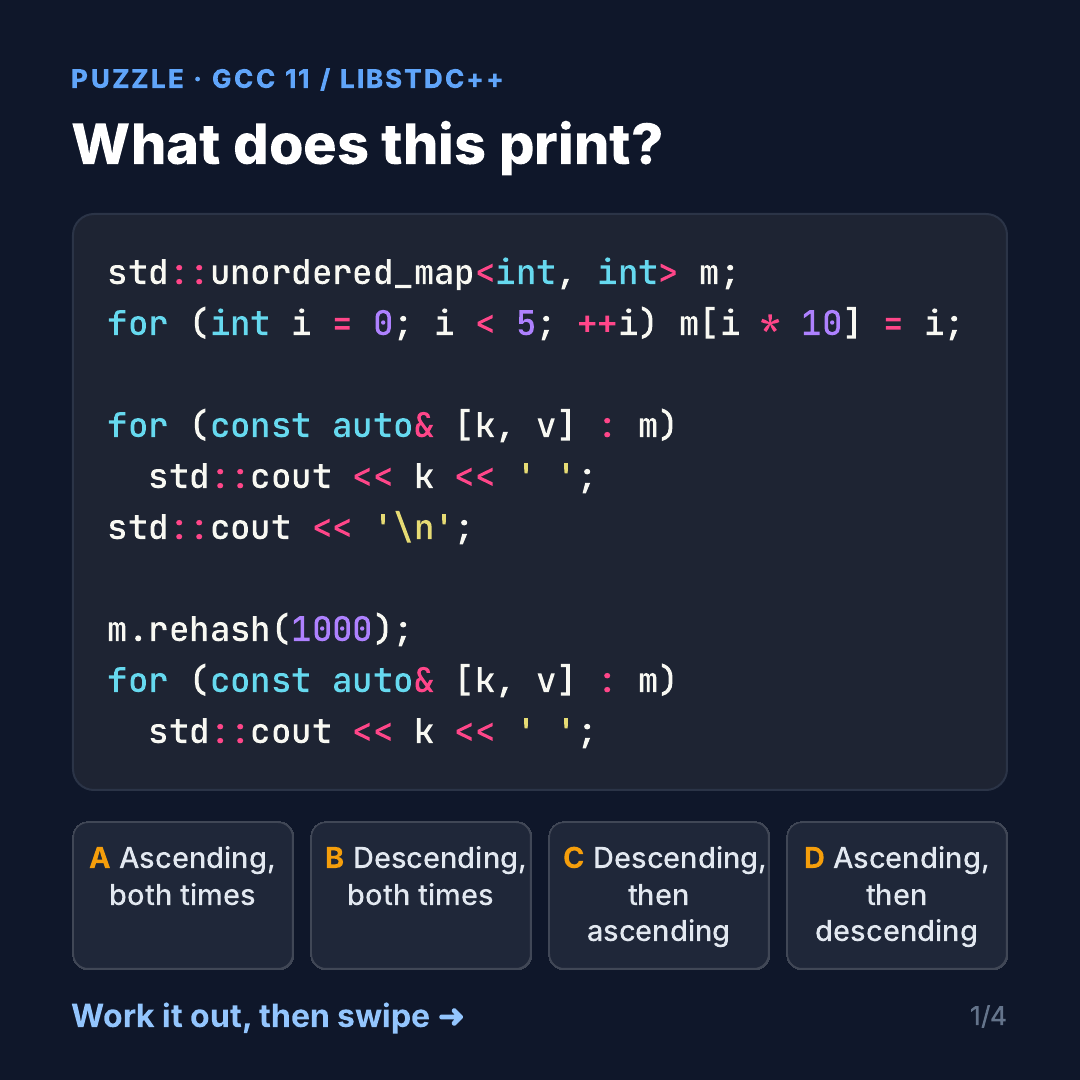 PUZZLE · GCC 11 / LIBSTDC++
What does this print?
std::unordered_map<int, int> m;
for (int i = 0; i < 5; ++i) m[i * 10] = i;
for (const auto& [k, v] : m)
  std::cout << k << ' ';
std::cout << '\n';
m.rehash(1000);
for (const auto& [k, v] : m)
  std::cout << k << ' ';
A Ascending,
both times
B Descending,
both times
C Descending,
then
ascending
D Ascending,
then
descending
Work it out, then swipe ➜
1/4